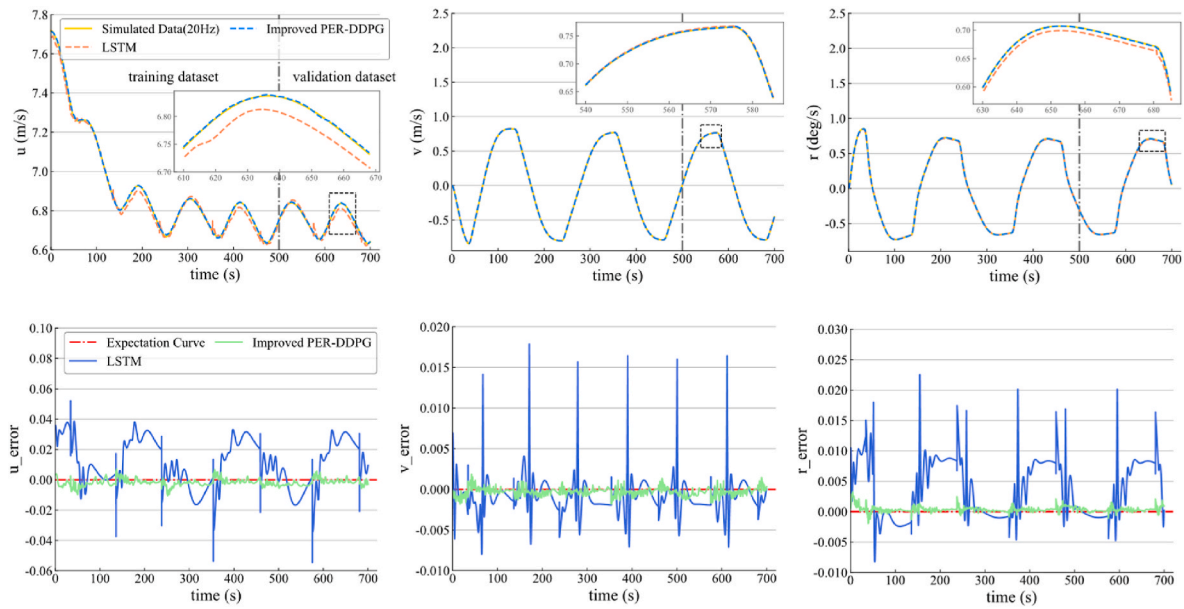 Simulated Data(20Hz) Improved PER-DDPG
LSTM
training dataset validation dataset
7.8
7.6
7.4
7.2
7.0
6.8
6.6
u (m/s)
6.80
6.75
6.70
610 620 630 640 650 660 670
0 100 200 300 400 500 600 700
time (s)
2.5
2.0
1.5
1.0
0.5
0.0
-0.5
v (m/s)
0.75
0.70
0.65
540 550 560 570 580
0 100 200 300 400 500 600 700
time (s)
2.5
2.0
1.5
1.0
0.5
0.0
-0.5
r (deg/s)
0.70
0.65
0.60
630 640 650 660 670 680
0 100 200 300 400 500 600 700
time (s)
Expectation Curve Improved PER-DDPG
LSTM
0.10
0.08
0.06
0.04
0.02
0.00
-0.02
-0.04
-0.06
u_error
0 100 200 300 400 500 600 700
time (s)
0.020
0.015
0.010
0.005
0.000
-0.005
-0.010
v_error
0 100 200 300 400 500 600 700
time (s)
0.030
0.025
0.020
0.015
0.010
0.005
0.000
-0.005
-0.010
r_error
0 100 200 300 400 500 600 700
time (s)